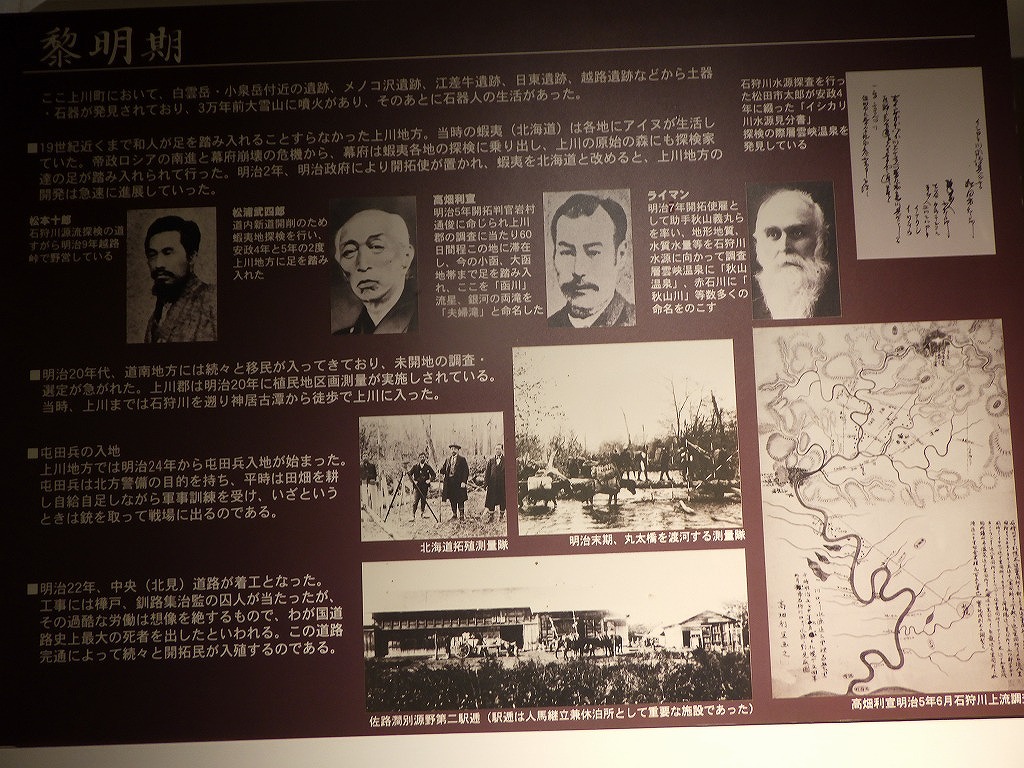 黎明期
ここ上川町において、白雲岳・小泉岳付近の遺跡、メノコ沢遺跡、江差牛遺跡、日東遺跡、越路遺跡などから土器
・石器が発見されており、3万年前大雪山に噴火があり、そのあとに石器人の生活があった。
■19世紀近くまで和人が足を踏み入れることすらなかった上川地方。当時の蝦夷（北海道）は各地にアイヌが生活し
ていた。帝政ロシアの南進と幕府崩壊の危機から、幕府は蝦夷各地の探検に乗り出し、上川の原始の森にも探検家
達の足が踏み入れられて行った。明治2年、明治政府により開拓使が置かれ、蝦夷を北海道と改めると、上川地方の
開発は急速に進展していった。
石狩川水源探査を行っ
た松田市太郎が安政4
年に綴った「イシカリ
川水源見分書」
探検の際層雲峡温泉を
発見している
松本十郎
石狩川源流探検の道
すがら明治9年越路
峠で野営している
松浦武四郎
道内新道開削のため
蝦夷地探検を行い、
安政4年と5年の2度
上川地方に足を踏み
入れた
高畑利宣
明治5年開拓判官岩村
通俊に命じられ上川
郡の調査に当たり60
日間程この地に滞在
し、今の小函、大函
地帯まで足を踏み入
れ、ここを「函川」
流星、銀河の両滝を
「夫婦滝」と命名した
ライマン
明治7年開拓使雇と
して助手秋山義丸ら
を率い、地形地質、
水質水量等を石狩川
水源に向かって調査
層雲峡温泉に「秋山
温泉」、赤石川に「
秋山川」等数多くの
命名をのこす
■明治20年代、道南地方には続々と移民が入ってきており、未開地の調査・
選定が急がれた。上川郡は明治20年に植民地区画測量が実施しされている。
当時、上川までは石狩川を遡り神居古潭から徒歩で上川に入った。
■屯田兵の入地
上川地方では明治24年から屯田兵入地が始まった。
屯田兵は北方警備の目的を持ち、平時は田畑を耕
し自給自足しながら軍事訓練を受け、いざという
ときは銃を取って戦場に出るのである。
北海道拓殖測量隊
明治末期、丸太橋を渡河する測量隊
■明治22年、中央（北見）道路が着工となった。
工事には樺戸、釧路集治監の囚人が当たったが、
その過酷な労働は想像を絶するもので、わが国道
路史上最大の死者を出したといわれる。この道路
完通によって続々と開拓民が入殖するのである。
佐路潤別源野第二駅逓（駅逓は人馬継立兼休泊所として重要な施設であった）
高畑利宣明治5年6月石狩川上流調